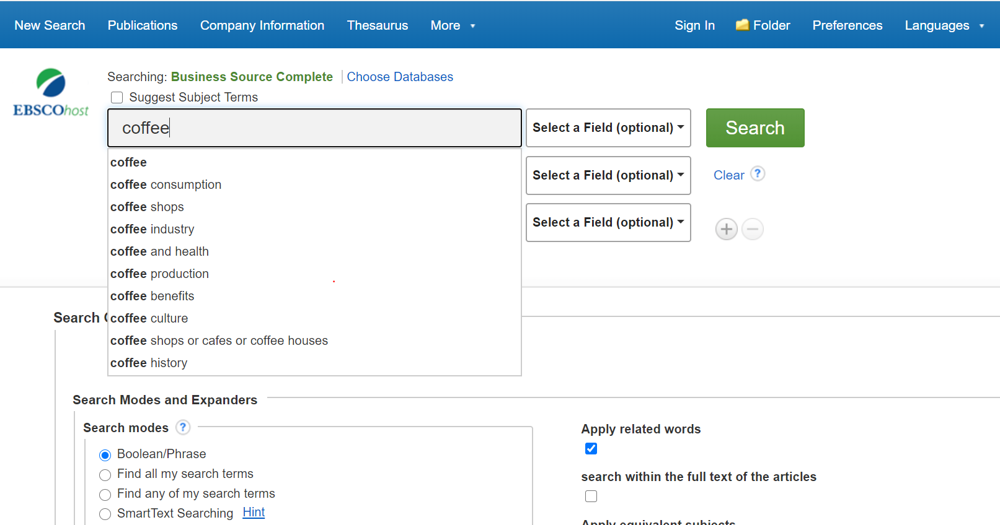 New Search Publications Company Information Thesaurus More Sign In Folder Preferences Languages
EBSCOhost
Searching: Business Source Complete Choose Databases
Suggest Subject Terms
coffee Select a Field (optional) Search
coffee
coffee consumption
coffee shops
coffee industry
coffee and health
coffee production
coffee benefits
coffee culture
coffee shops or cafes or coffee houses
coffee history
Select a Field (optional) Clear ?
Select a Field (optional)
Search
Search Modes and Expanders
Search modes ?
Boolean/Phrase
Find all my search terms
Find any of my search terms
SmartText Searching Hint
Apply related words
search within the full text of the articles
Apply equivalent subjects